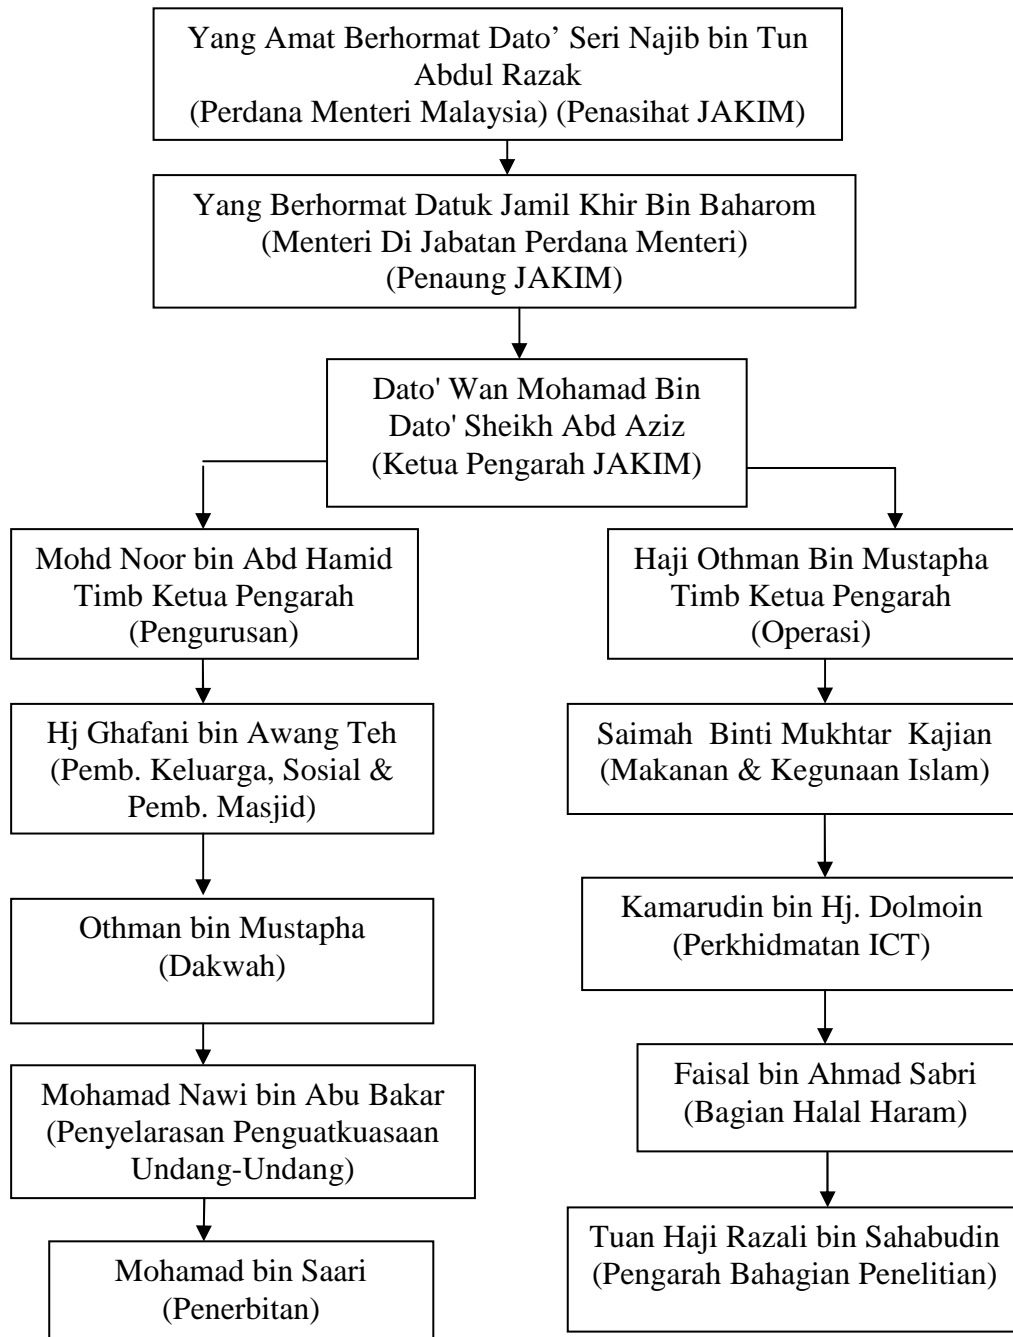 Yang Amat Berhormat Dato’ Seri Najib bin Tun
Abdul Razak
(Perdana Menteri Malaysia) (Penasihat JAKIM)
Yang Berhormat Datuk Jamil Khir Bin Baharom
(Menteri Di Jabatan Perdana Menteri)
(Penaung JAKIM)
Dato' Wan Mohamad Bin
Dato' Sheikh Abd Aziz
(Ketua Pengarah JAKIM)
Mohd Noor bin Abd Hamid
Timb Ketua Pengarah
(Pengurusan)
Hj Ghafani bin Awang Teh
(Pemb. Keluarga, Sosial &
Pemb. Masjid)
Othman bin Mustapha
(Dakwah)
Mohamad Nawi bin Abu Bakar
(Penyelarasan Penguatkuasaan
Undang-Undang)
Mohamad bin Saari
(Penerbitan)
Haji Othman Bin Mustapha
Timb Ketua Pengarah
(Operasi)
Saimah Binti Mukhtar Kajian
(Makanan & Kegunaan Islam)
Kamarudin bin Hj. Dolmoin
(Perkhidmatan ICT)
Faisal bin Ahmad Sabri
(Bagian Halal Haram)
Tuan Haji Razali bin Sahabudin
(Pengarah Bahagian Penelitian)